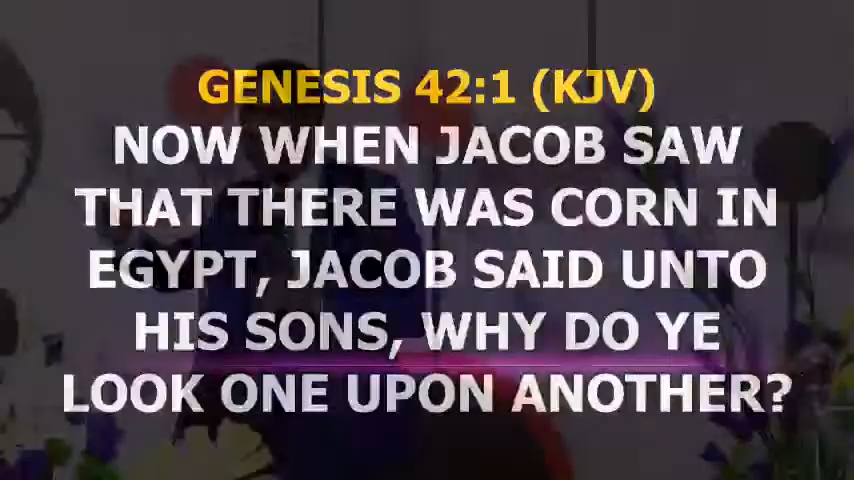 GENESIS 42:1 (KJV)
NOW WHEN JACOB SAW
THAT THERE WAS CORN IN
EGYPT, JACOB SAID UNTO
HIS SONS, WHY DO YE
LOOK ONE UPON ANOTHER?